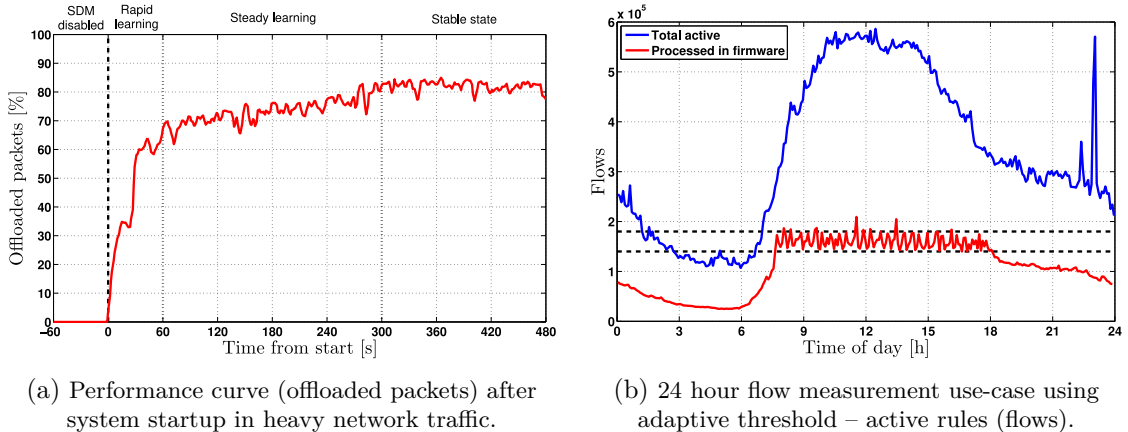 SDM disabled
Rapid learning
Steady learning
Stable state
100
90
80
70
60
50
40
30
20
10
0
Offloaded packets [%]
−60 0 60 120 180 240 300 360 420 480
Time from start [s]
(a) Performance curve (offloaded packets) after
system startup in heavy network traffic.
x 10^5
Total active
Processed in firmware
6
5
4
3
2
1
0
Flows
0 3 6 9 12 15 18 21 24
Time of day [h]
(b) 24 hour flow measurement use-case using
adaptive threshold – active rules (flows).